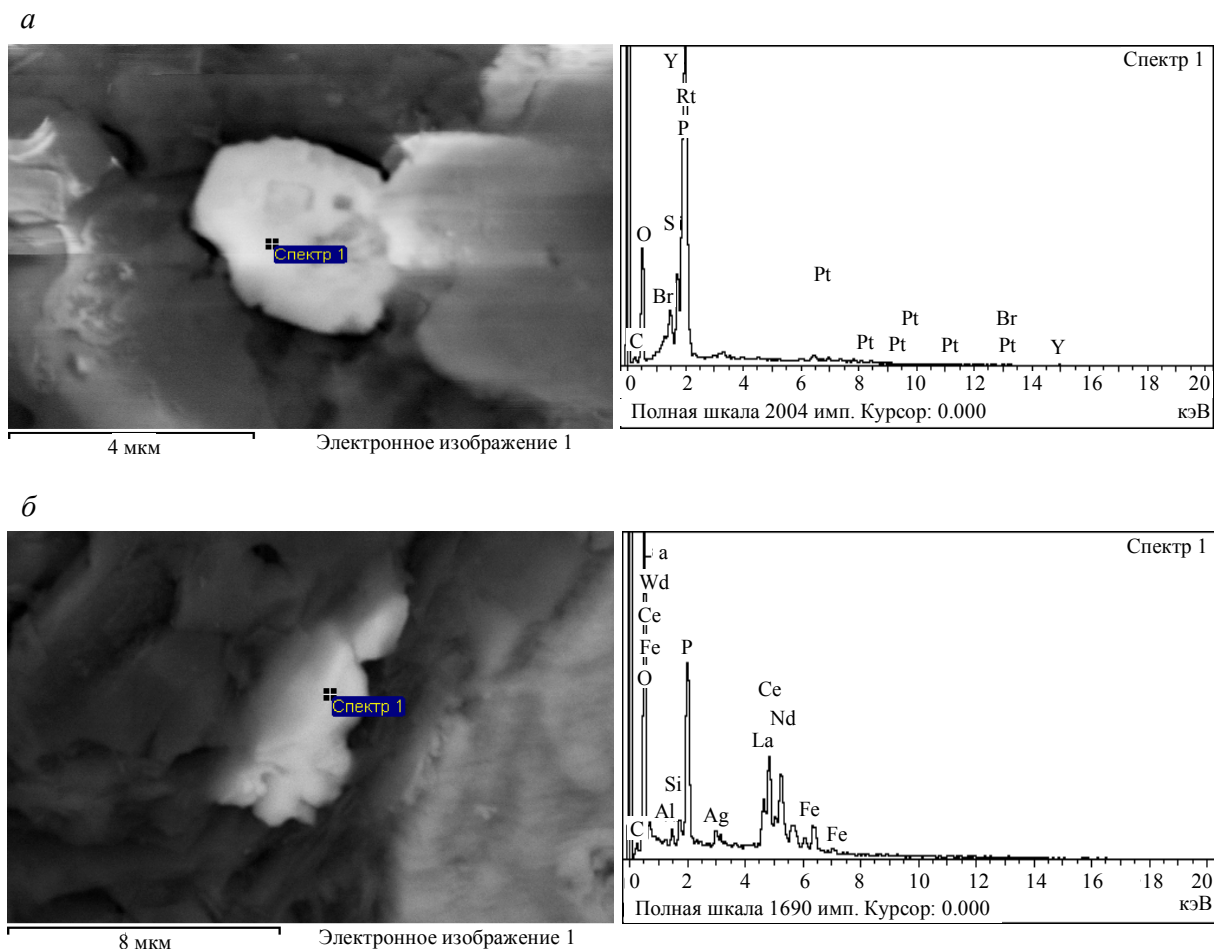 а
Спектр 1
4 мкм
Электронное изображение 1
Спектр 1
Y
Rt
P
S
O
Br
C
Pt
Pt Br
Pt Pt Pt Pt Y
0 2 4 6 8 10 12 14 16 18 20
Полная шкала 2004 имп. Курсор: 0.000 кэВ
б
Спектр 1
8 мкм
Электронное изображение 1
Спектр 1
a
Wd
Ce
Fe
O
P
Ce
Nd
La
Si
Al
Ag
Fe
Fe
C
0 2 4 6 8 10 12 14 16 18 20
Полная шкала 1690 имп. Курсор: 0.000 кэВ